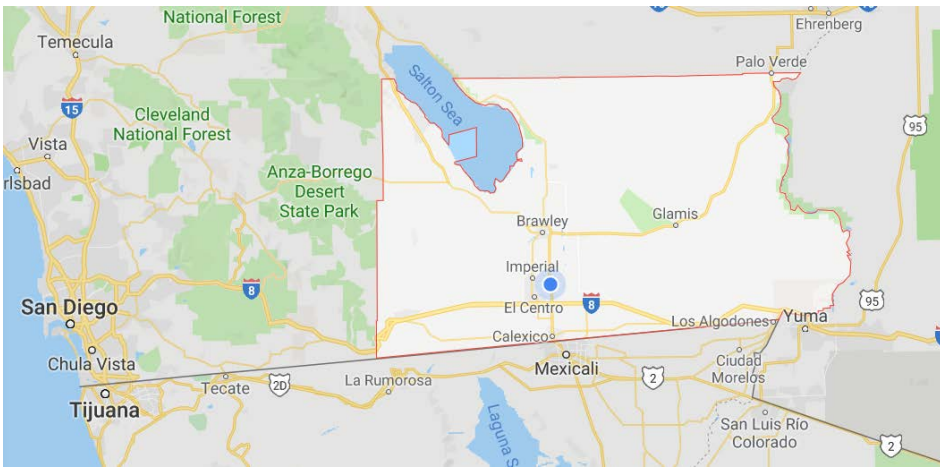 National Forest
Ehrenberg
Temecula
Palo Verde
15
Cleveland
National Forest
Salton Sea
95
Vista
rlsbad
Anza-Borrego
Desert
State Park
Glamis
Brawley
Imperial
8
El Centro
8
95
San Diego
Los Algodones
Yuma
Calexico
Chula Vista
Mexicali
Ciudad
Morelos
Tecate
2D
La Rumorosa
2
Tijuana
Laguna S
San Luis Río
Colorado
2